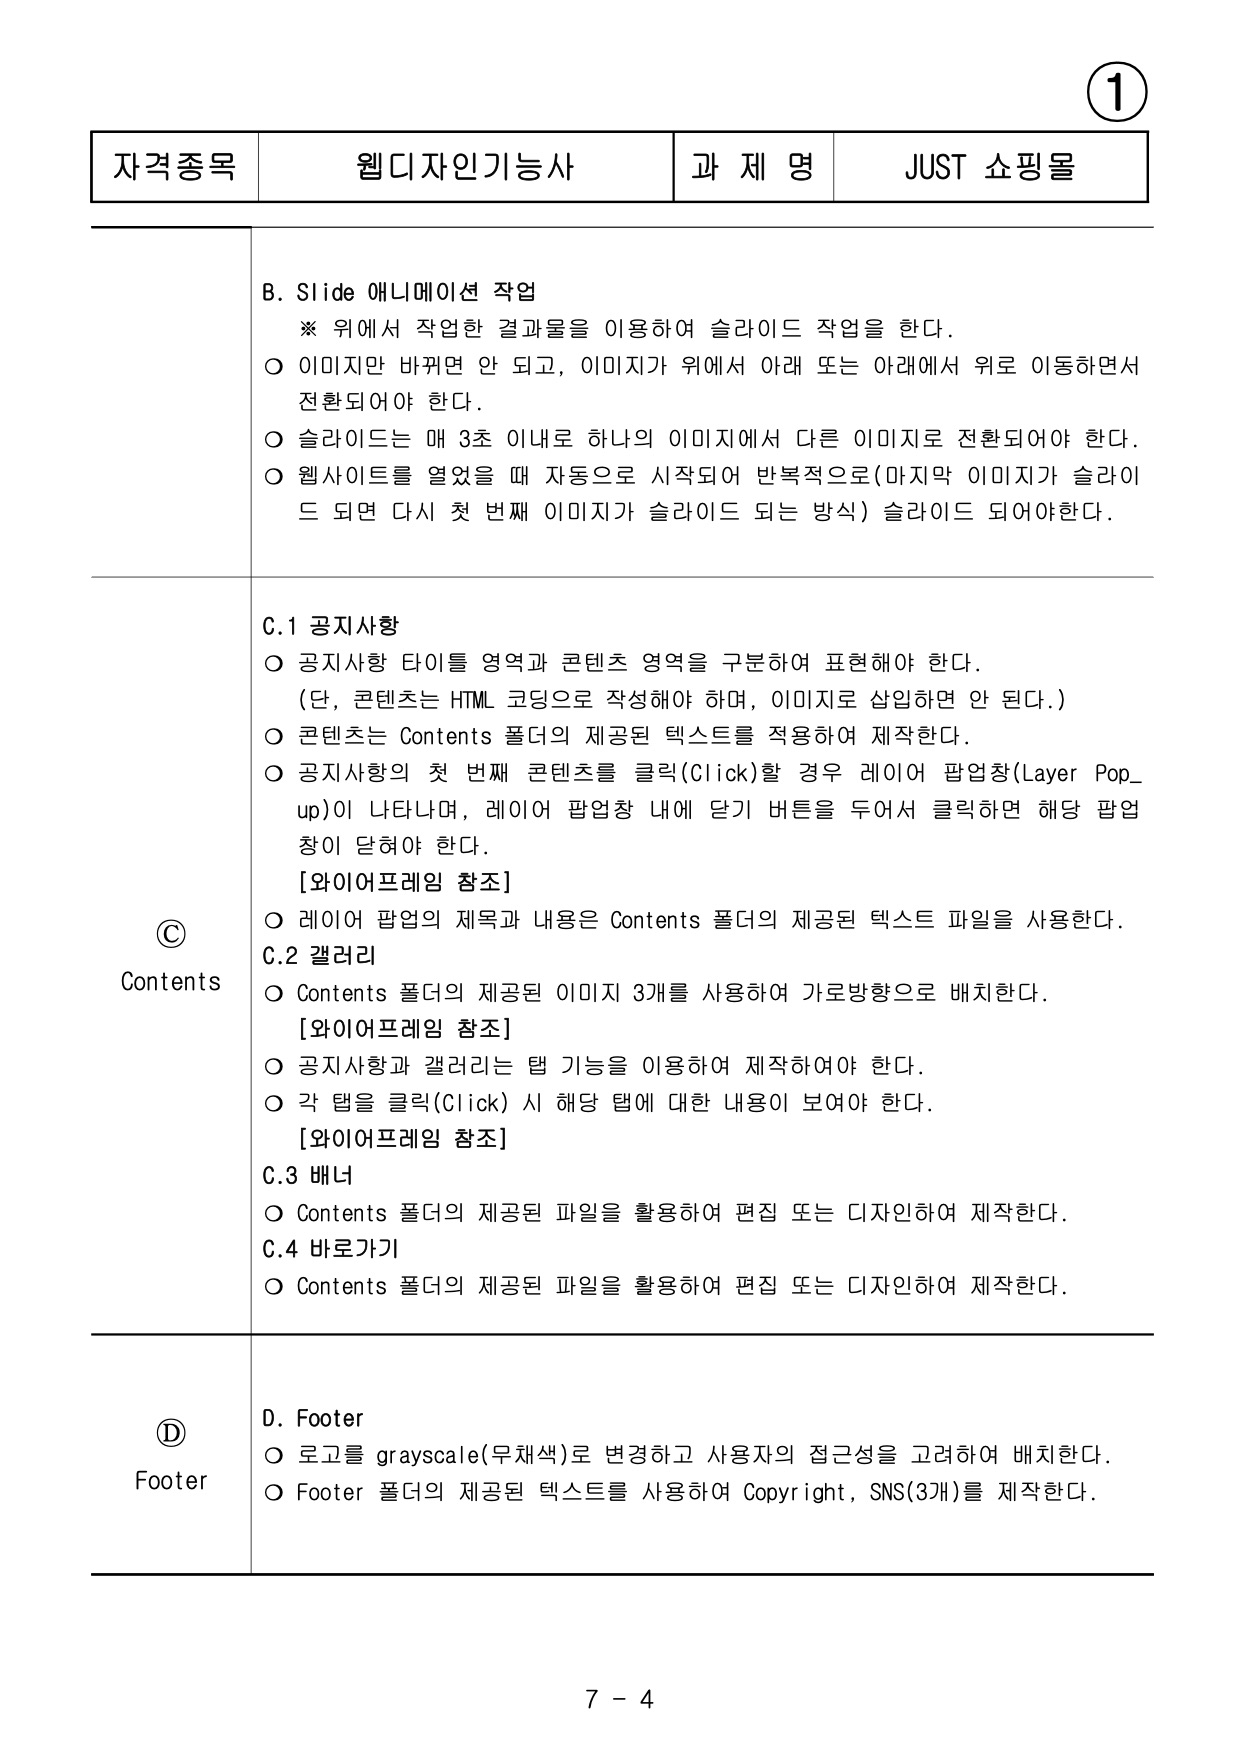 ①
자격종목 웹디자인기능사 과 제 명 JUST 쇼핑몰
B. Slide 애니메이션 작업
※ 위에서 작업한 결과물을 이용하여 슬라이드 작업을 한다.
○ 이미지만 바뀌면 안 되고, 이미지가 위에서 아래 또는 아래에서 위로 이동하면서
전환되어야 한다.
○ 슬라이드는 매 3초 이내로 하나의 이미지에서 다른 이미지로 전환되어야 한다.
○ 웹사이트를 열었을 때 자동으로 시작되어 반복적으로(마지막 이미지가 슬라이
드 되면 다시 첫 번째 이미지가 슬라이드 되는 방식) 슬라이드 되어야한다.
Ⓒ
Contents
C.1 공지사항
○ 공지사항 타이틀 영역과 콘텐츠 영역을 구분하여 표현해야 한다.
(단, 콘텐츠는 HTML 코딩으로 작성해야 하며, 이미지로 삽입하면 안 된다.)
○ 콘텐츠는 Contents 폴더의 제공된 텍스트를 적용하여 제작한다.
○ 공지사항의 첫 번째 콘텐츠를 클릭(Click)할 경우 레이어 팝업창(Layer Pop_
up)이 나타나며, 레이어 팝업창 내에 닫기 버튼을 두어서 클릭하면 해당 팝업
창이 닫혀야 한다.
[와이어프레임 참조]
○ 레이어 팝업의 제목과 내용은 Contents 폴더의 제공된 텍스트 파일을 사용한다.
C.2 갤러리
○ Contents 폴더의 제공된 이미지 3개를 사용하여 가로방향으로 배치한다.
[와이어프레임 참조]
○ 공지사항과 갤러리는 탭 기능을 이용하여 제작하여야 한다.
○ 각 탭을 클릭(Click) 시 해당 탭에 대한 내용이 보여야 한다.
[와이어프레임 참조]
C.3 배너
○ Contents 폴더의 제공된 파일을 활용하여 편집 또는 디자인하여 제작한다.
C.4 바로가기
○ Contents 폴더의 제공된 파일을 활용하여 편집 또는 디자인하여 제작한다.
Ⓓ
Footer
D. Footer
○ 로고를 grayscale(무채색)로 변경하고 사용자의 접근성을 고려하여 배치한다.
○ Footer 폴더의 제공된 텍스트를 사용하여 Copyright, SNS(3개)를 제작한다.
7 - 4